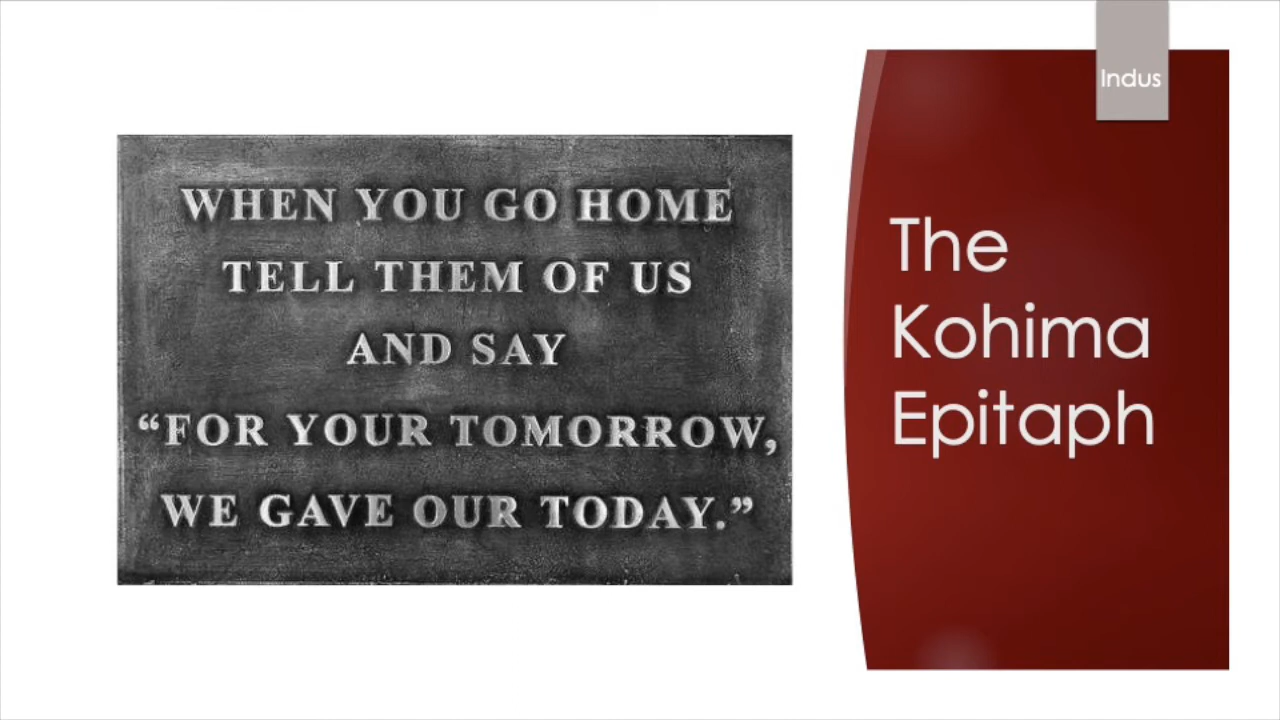 WHEN YOU GO HOME
TELL THEM OF US
AND SAY
“FOR YOUR TOMORROW,
WE GAVE OUR TODAY.”
Indus
The
Kohima
Epitaph